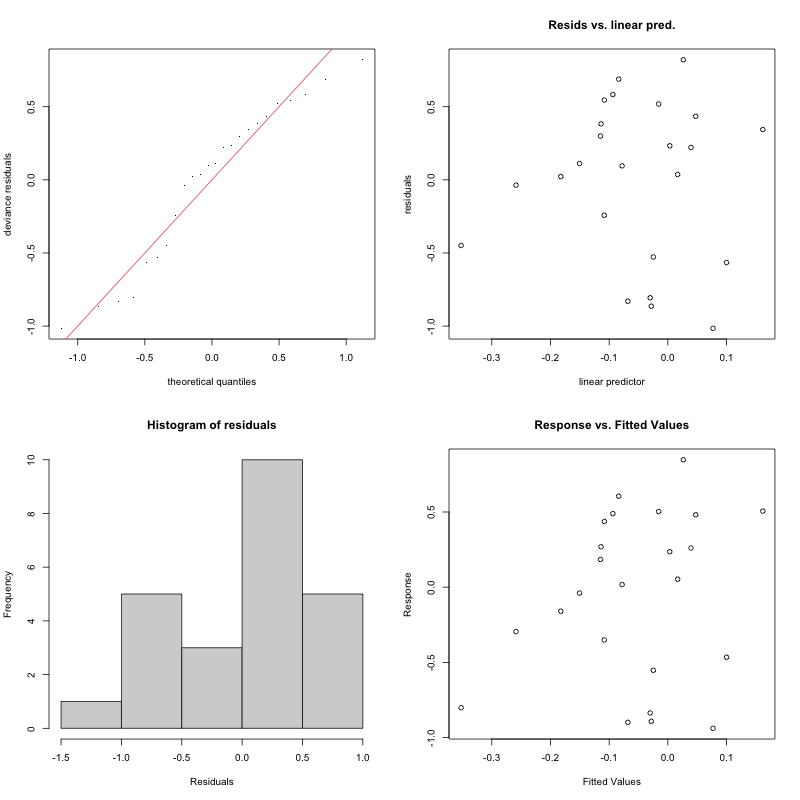 0.5
0.0
-0.5
-1.0
deviance residuals
-1.0 -0.5 0.0 0.5 1.0
theoretical quantiles
Resids vs. linear pred.
0.5
0.0
-0.5
-1.0
residuals
-0.3 -0.2 -0.1 0.0 0.1
linear predictor
Histogram of residuals
10
8
6
4
2
0
Frequency
-1.5 -1.0 -0.5 0.0 0.5 1.0
Residuals
Response vs. Fitted Values
0.5
0.0
-0.5
-1.0
Response
-0.3 -0.2 -0.1 0.0 0.1
Fitted Values